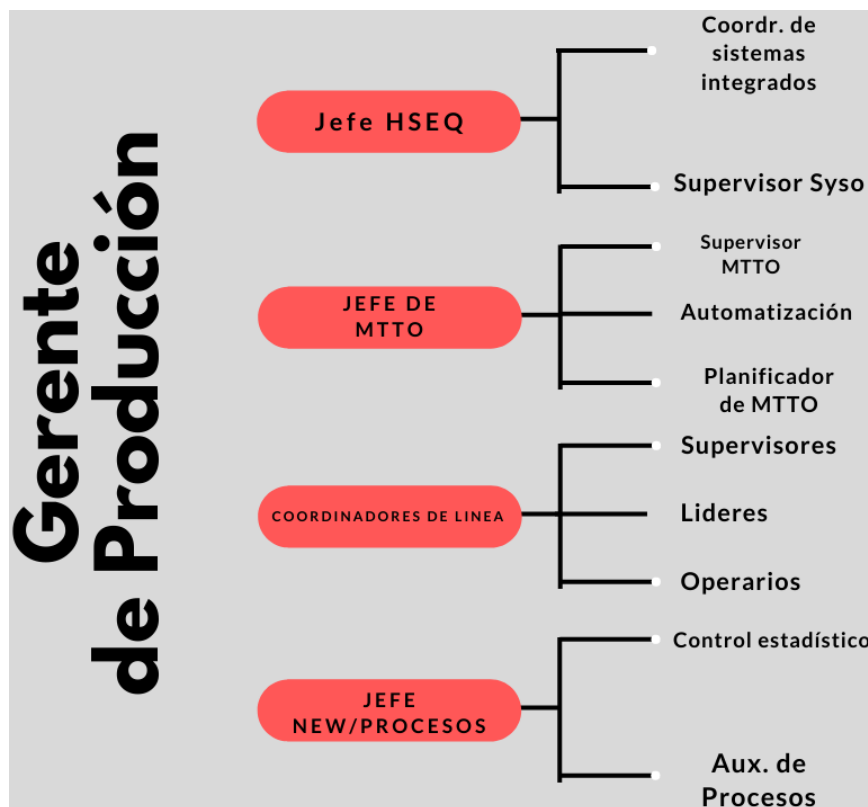 Gerente
de Producción
Jefe HSEQ
Coordr. de
sistemas
integrados
Supervisor Syso
JEFE DE
MTTO
Supervisor
MTTO
Automatización
Planificador
de MTTO
COORDINADORES DE LINEA
Supervisores
Lideres
Operarios
JEFE
NEW/PROCESOS
Control estadístico
Aux. de
Procesos